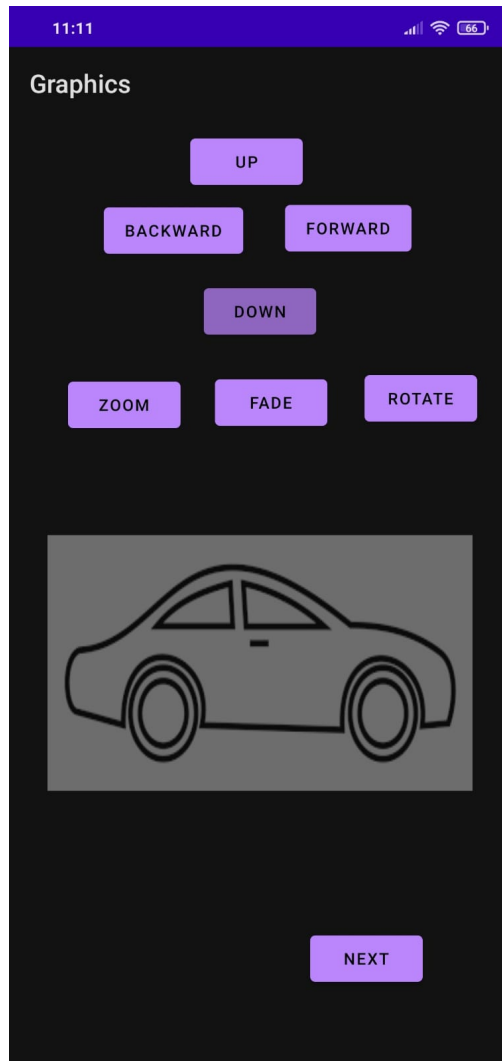 11:11
66
Graphics
UP
BACKWARD
FORWARD
DOWN
ZOOM
FADE
ROTATE
NEXT